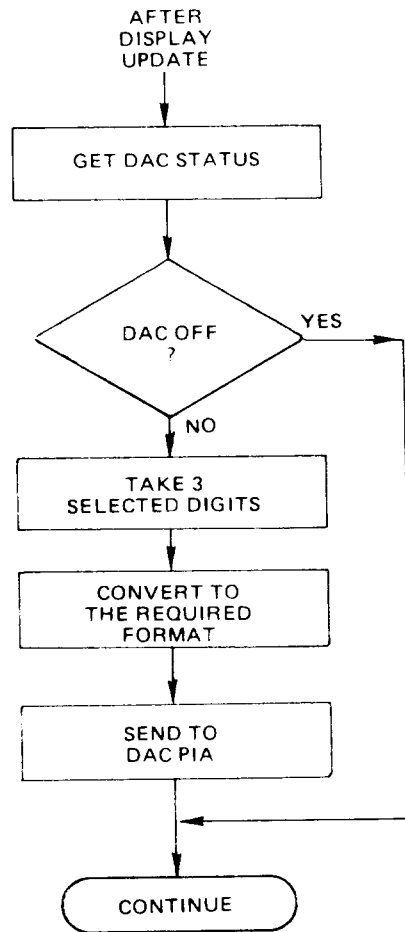 AFTER
DISPLAY
UPDATE
GET DAC STATUS
DAC OFF
?
YES
NO
TAKE 3
SELECTED DIGITS
CONVERT TO
THE REQUIRED
FORMAT
SEND TO
DAC PIA
CONTINUE